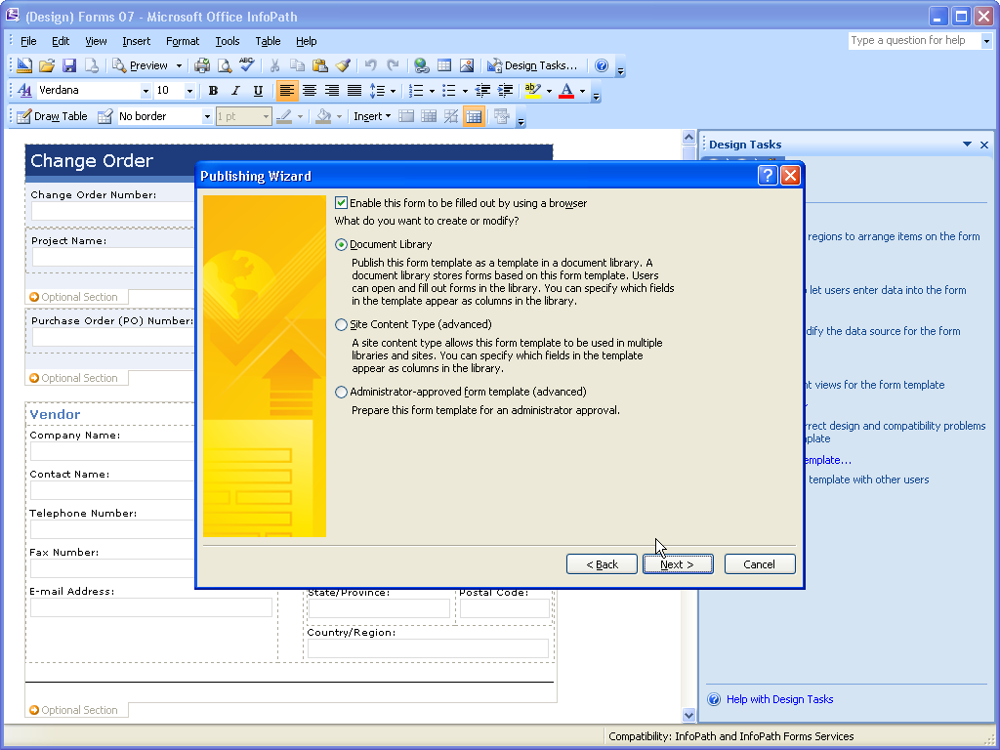 (Design) Forms 07 - Microsoft Office InfoPath
File Edit View Insert Format Tools Table Help
Type a question for help
Preview
ABC
Design Tasks...
Verdana
10
B I U
ab
A
Draw Table
No border
1 pt
Insert
Design Tasks
Change Order
Change Order Number:
Project Name:
Optional Section
Purchase Order (PO) Number:
Optional Section
Vendor
Company Name:
Contact Name:
Telephone Number:
Fax Number:
E-mail Address:
State/Province:
Postal Code:
Country/Region:
Optional Section
Publishing Wizard
Enable this form to be filled out by using a browser
What do you want to create or modify?
Document Library
Publish this form template as a template in a document library. A
document library stores forms based on this form template. Users
can open and fill out forms in the library. You can specify which fields
in the template appear as columns in the library.
Site Content Type (advanced)
A site content type allows this form template to be used in multiple
libraries and sites. You can specify which fields in the template
appear as columns in the library.
Administrator-approved form template (advanced)
Prepare this form template for an administrator approval.
< Back
Next >
Cancel
regions to arrange items on the form
let users enter data into the form
dify the data source for the form
nt views for the form template
rrect design and compatibility problems
plate
emplate...
template with other users
Help with Design Tasks
Compatibility: InfoPath and InfoPath Forms Services